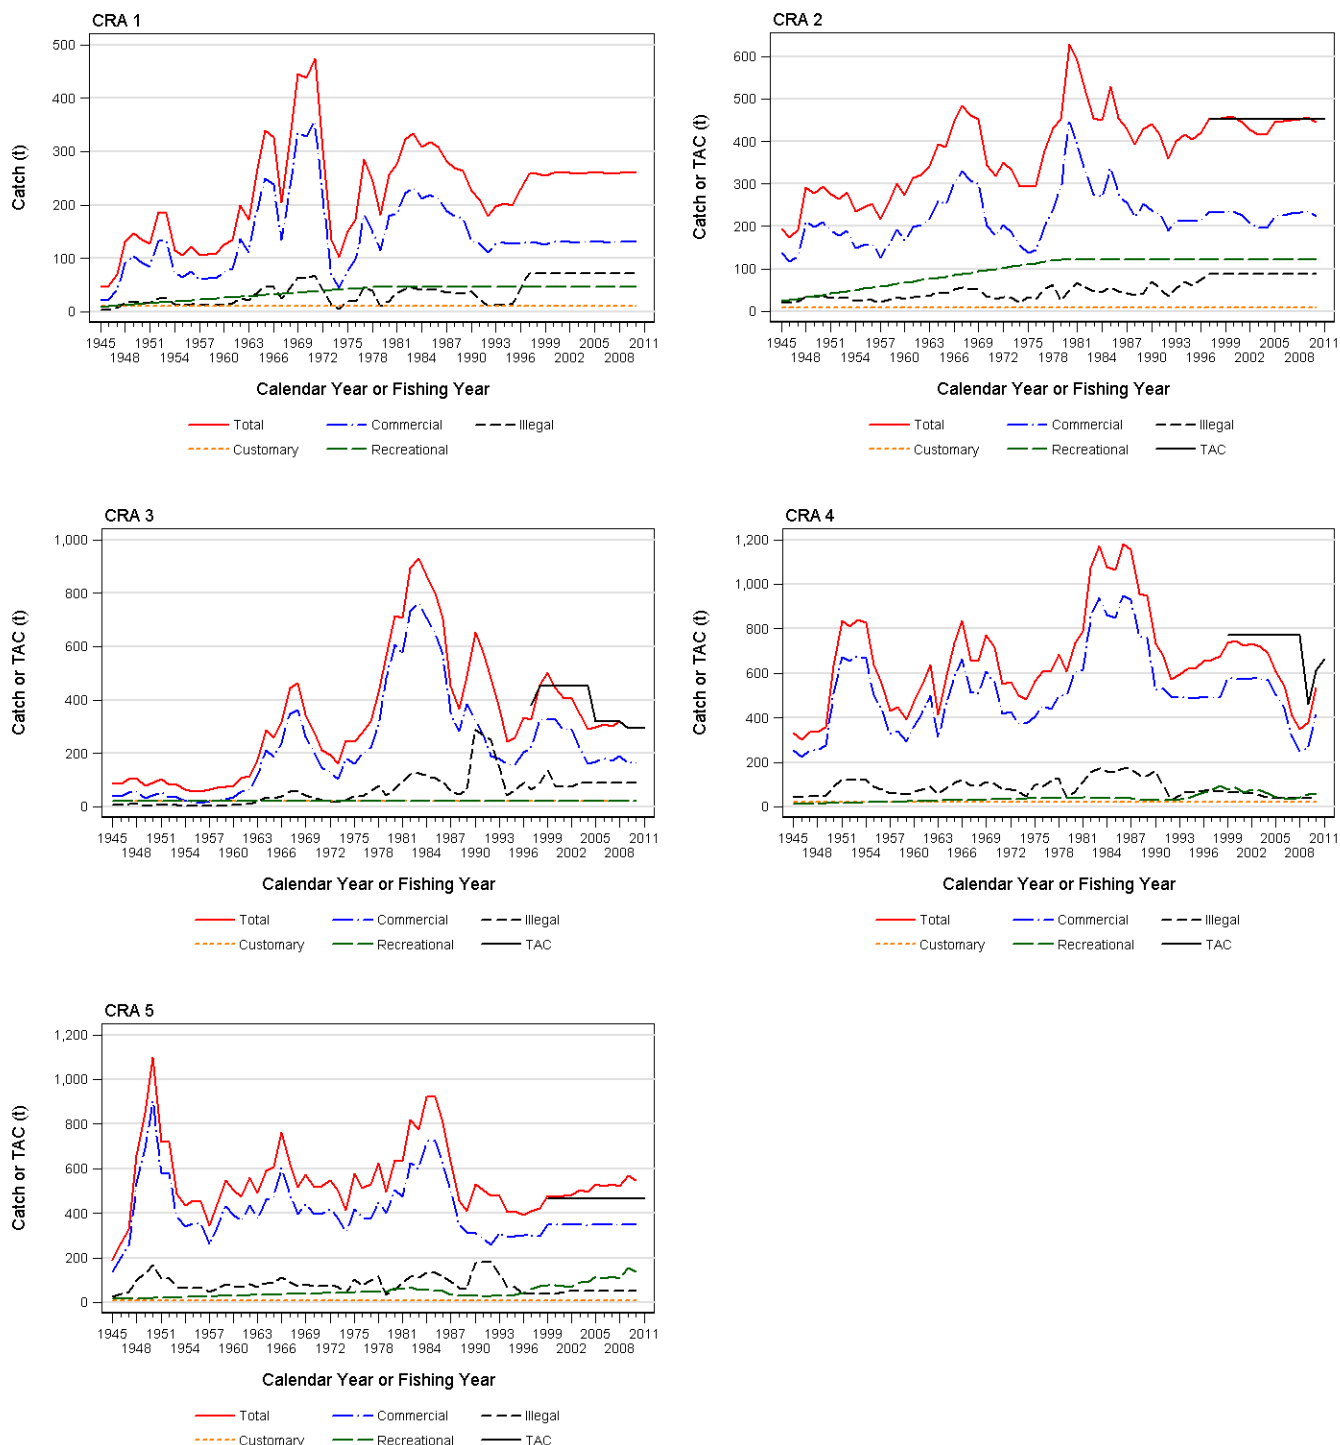 CRA 1
500
400
300
200
100
0
Catch (t)
1945 1951 1957 1963 1969 1975 1981 1987 1993 1999 2005 2011
1948 1954 1960 1966 1972 1978 1984 1990 1996 2002 2008
Calendar Year or Fishing Year
Total Commercial Illegal
Customary Recreational
CRA 2
600
500
400
300
200
100
0
Catch or TAC (t)
1945 1951 1957 1963 1969 1975 1981 1987 1993 1999 2005 2011
1948 1954 1960 1966 1972 1978 1984 1990 1996 2002 2008
Calendar Year or Fishing Year
Total Commercial Illegal
Customary Recreational TAC
CRA 3
1,000
800
600
400
200
0
Catch or TAC (t)
1945 1951 1957 1963 1969 1975 1981 1987 1993 1999 2005 2011
1948 1954 1960 1966 1972 1978 1984 1990 1996 2002 2008
Calendar Year or Fishing Year
Total Commercial Illegal
Customary Recreational TAC
CRA 4
1,200
1,000
800
600
400
200
0
Catch or TAC (t)
1945 1951 1957 1963 1969 1975 1981 1987 1993 1999 2005 2011
1948 1954 1960 1966 1972 1978 1984 1990 1996 2002 2008
Calendar Year or Fishing Year
Total Commercial Illegal
Customary Recreational TAC
CRA 5
1,200
1,000
800
600
400
200
0
Catch or TAC (t)
1945 1951 1957 1963 1969 1975 1981 1987 1993 1999 2005 2011
1948 1954 1960 1966 1972 1978 1984 1990 1996 2002 2008
Calendar Year or Fishing Year
Total Commercial Illegal
Customary Recreational TAC